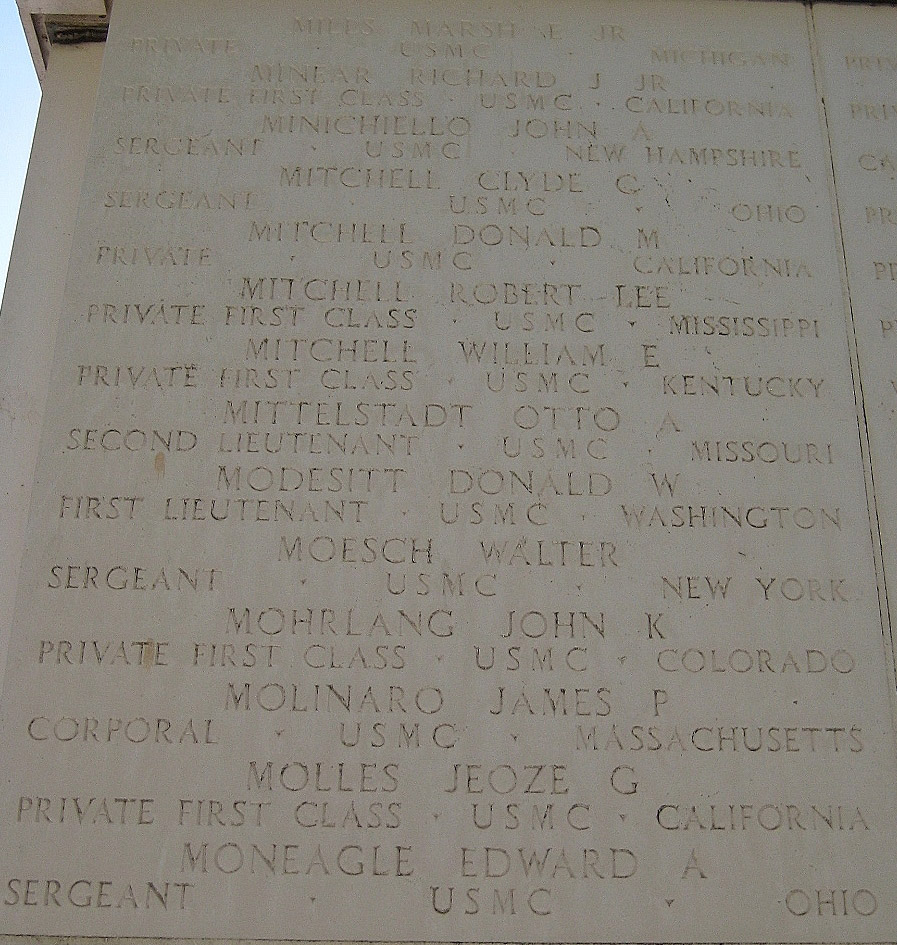 MILLS MARSH E JR
PRIVATE · USMC MICHIGAN
MINEAR RICHARD J JR
PRIVATE FIRST CLASS · USMC · CALIFORNIA
MINICHIELLO JOHN A
SERGEANT · USMC NEW HAMPSHIRE
MITCHELL CLYDE G
SERGEANT USMC · OHIO
MITCHELL DONALD M
PRIVATE · USMC · CALIFORNIA
MITCHELL ROBERT LEE
PRIVATE FIRST CLASS · USMC · MISSISSIPPI
MITCHELL WILLIAM E
PRIVATE FIRST CLASS · USMC · KENTUCKY
MITTELSTADT OTTO A
SECOND LIEUTENANT · USMC · MISSOURI
MODESITT DONALD W
FIRST LIEUTENANT · USMC · WASHINGTON
MOESCH WALTER
SERGEANT · USMC · NEW YORK
MOHRLANG JOHN K
PRIVATE FIRST CLASS · USMC · COLORADO
MOLINARO JAMES P
CORPORAL · USMC · MASSACHUSETTS
MOLLES JEOZE G
PRIVATE FIRST CLASS · USMC · CALIFORNIA
MONEAGLE EDWARD A
SERGEANT · USMC · OHIO